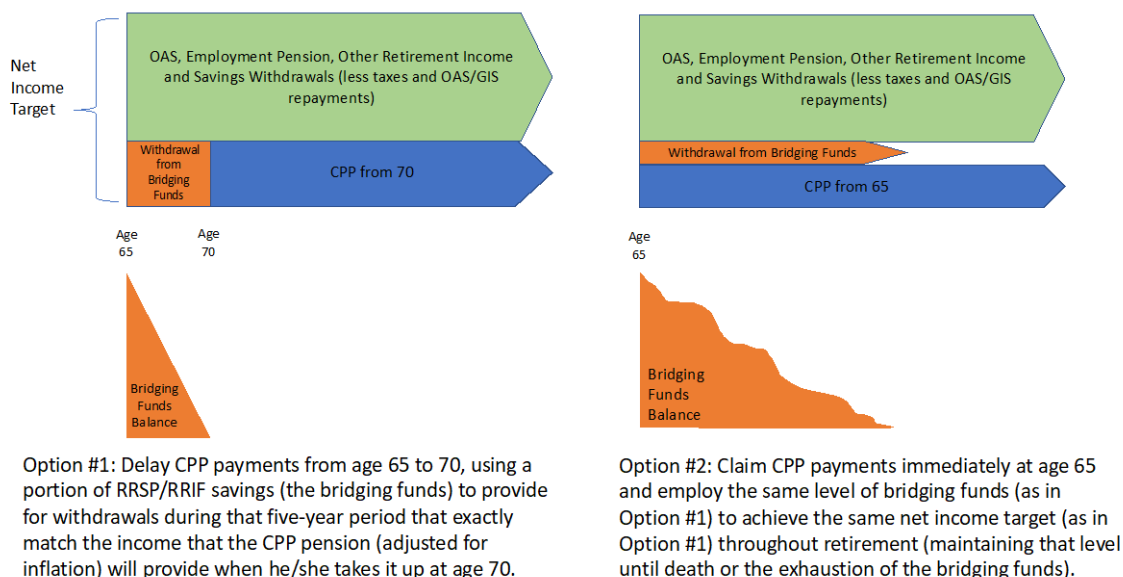 Net
Income
Target
OAS, Employment Pension, Other Retirement Income
and Savings Withdrawals (less taxes and OAS/GIS
repayments)
Withdrawal
from
Bridging
Funds
CPP from 70
Age
65
Age
70
Bridging
Funds
Balance
Option #1: Delay CPP payments from age 65 to 70, using a
portion of RRSP/RRIF savings (the bridging funds) to provide
for withdrawals during that five-year period that exactly
match the income that the CPP pension (adjusted for
inflation) will provide when he/she takes it up at age 70.
OAS, Employment Pension, Other Retirement Income
and Savings Withdrawals (less taxes and OAS/GIS
repayments)
Withdrawal from Bridging Funds
CPP from 65
Age
65
Bridging
Funds
Balance
Option #2: Claim CPP payments immediately at age 65
and employ the same level of bridging funds (as in
Option #1) to achieve the same net income target (as in
Option #1) throughout retirement (maintaining that level
until death or the exhaustion of the bridging funds).